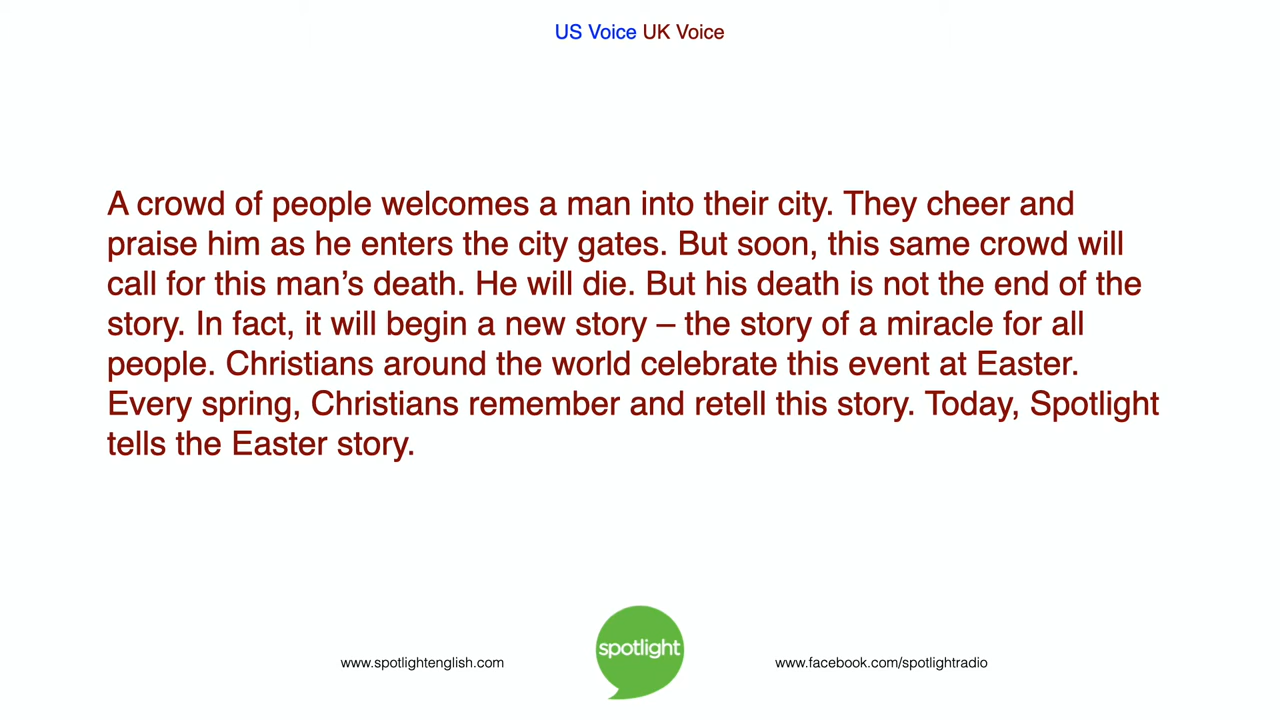 US Voice UK Voice
A crowd of people welcomes a man into their city. They cheer and
praise him as he enters the city gates. But soon, this same crowd will
call for this man’s death. He will die. But his death is not the end of the
story. In fact, it will begin a new story – the story of a miracle for all
people. Christians around the world celebrate this event at Easter.
Every spring, Christians remember and retell this story. Today, Spotlight
tells the Easter story.
www.spotlightenglish.com
spotlight
www.facebook.com/spotlightradio